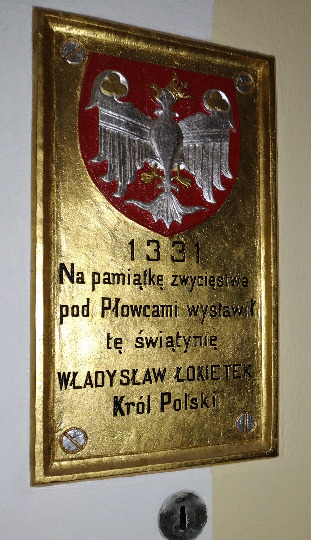 1331
Na pamiątkę zwycięstwa
pod Płowcami wystawił
tę świątynię
WŁADYSŁAW ŁOKIETEK
Król Polski